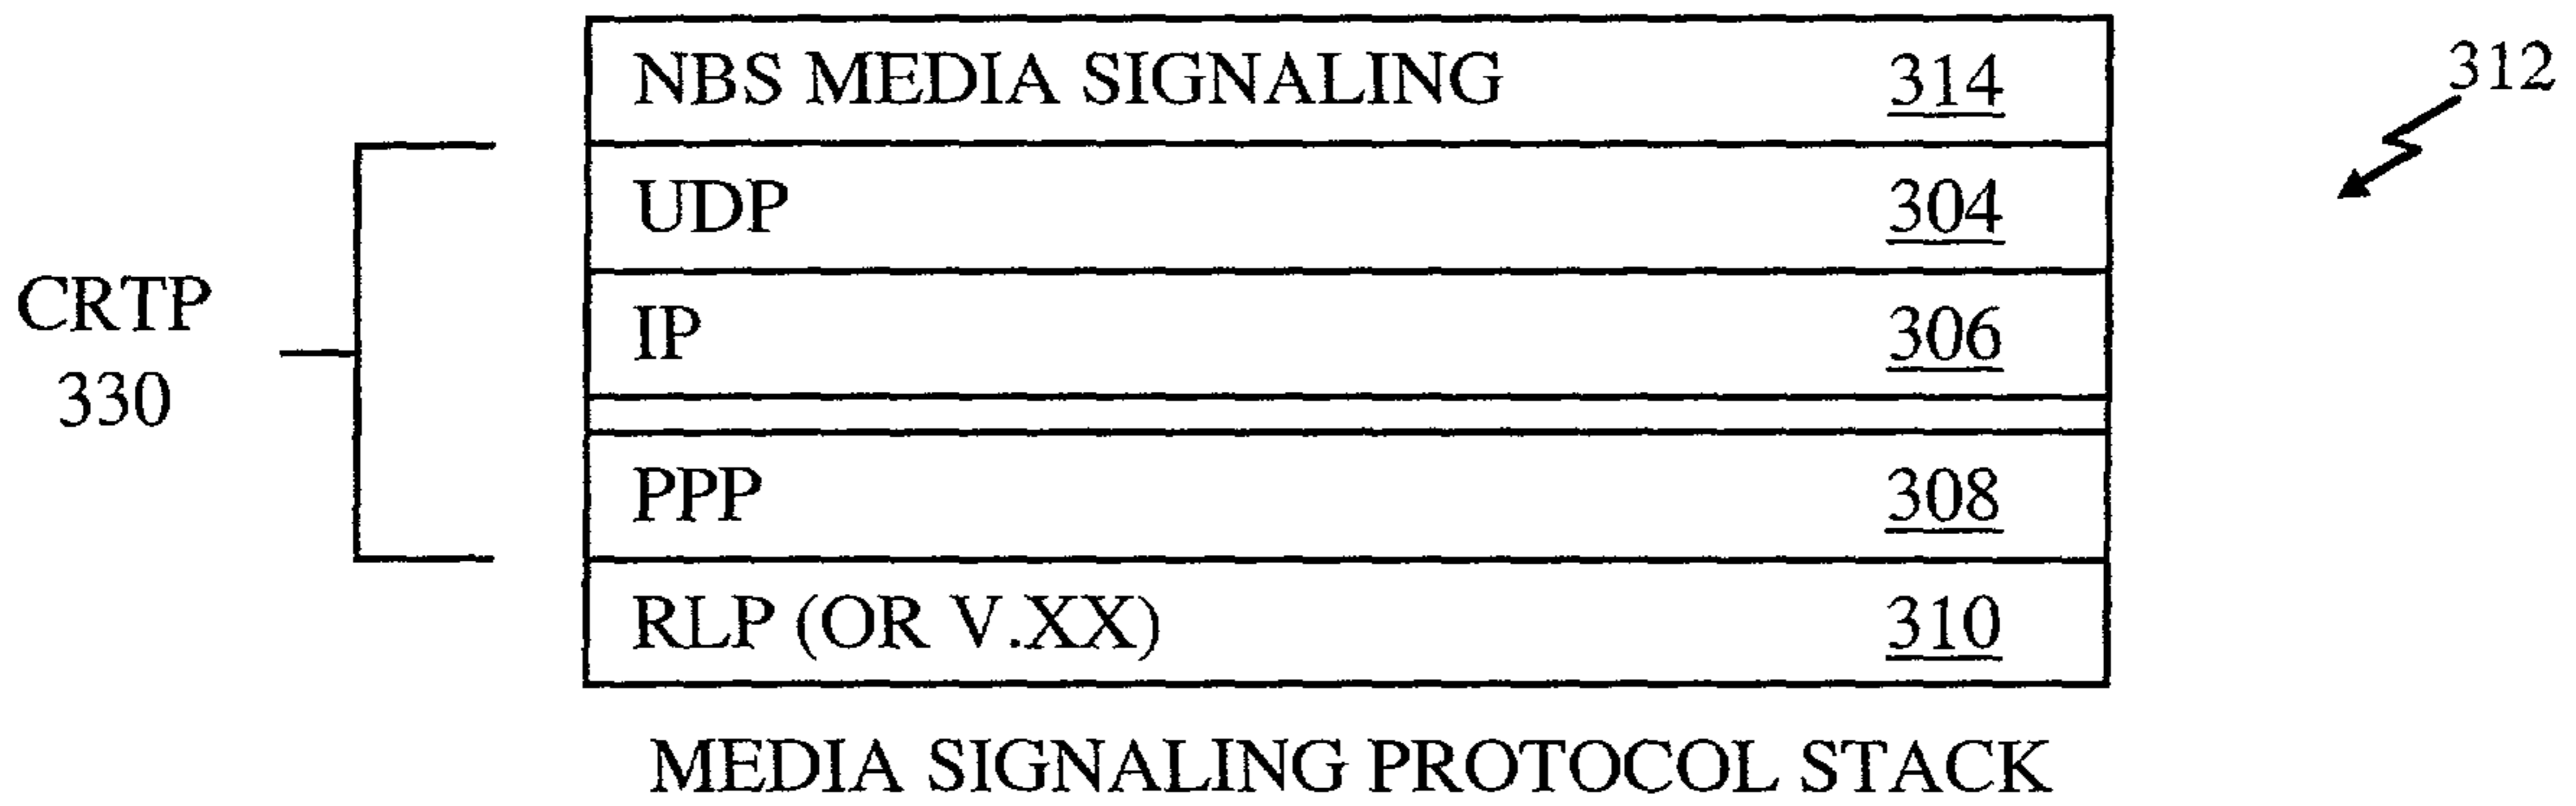 NBS MEDIA SIGNALING 314
312
UDP 304
CRTP
330
IP 306
PPP 308
RLP (OR V.XX) 310
MEDIA SIGNALING PROTOCOL STACK